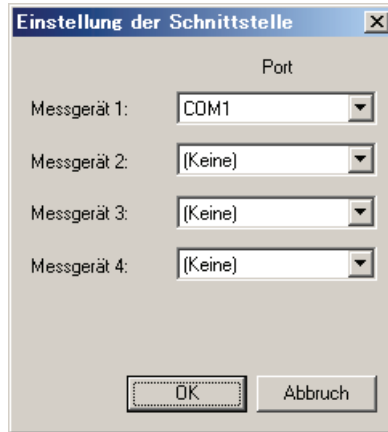 Einstellung der Schnittstelle
Port
Messgerät 1: COM1
Messgerät 2: (Keine)
Messgerät 3: (Keine)
Messgerät 4: (Keine)
OK Abbruch